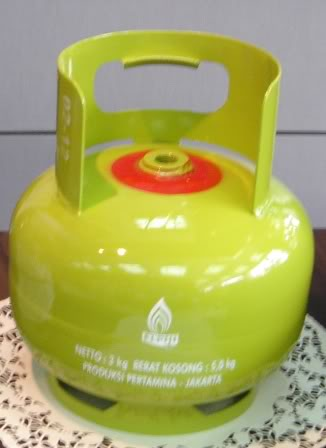 NETTO : 3 kg BERAT KOSONG : 5,0 kg
PRODUKSI PERTAMINA - JAKARTA